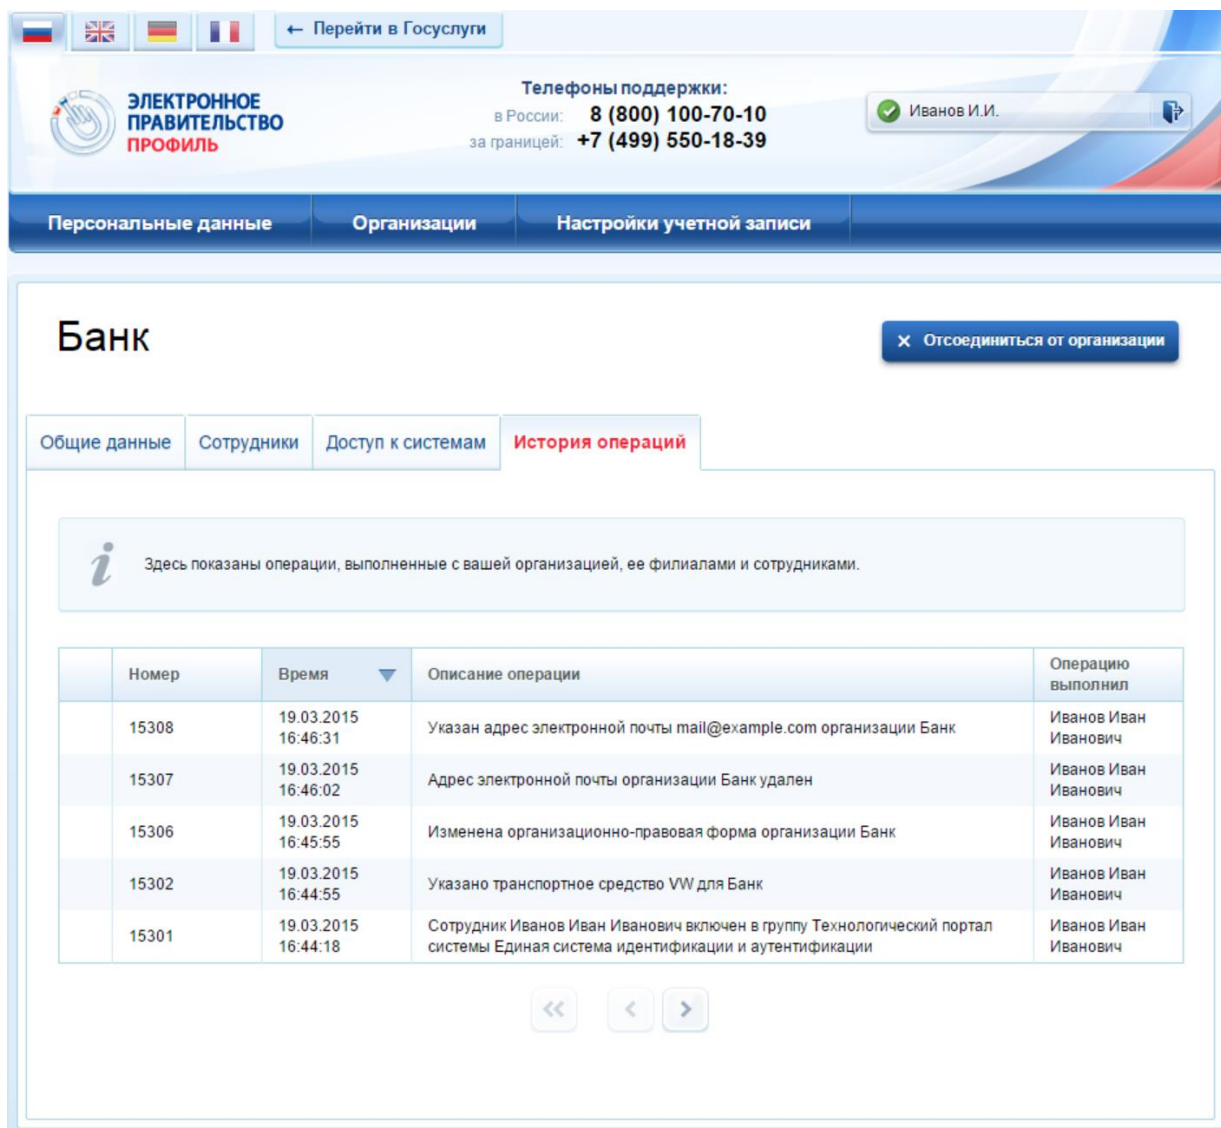 ← Перейти в Госуслуги
ЭЛЕКТРОННОЕ
ПРАВИТЕЛЬСТВО
ПРОФИЛЬ
Телефоны поддержки:
в России: 8 (800) 100-70-10
за границей: +7 (499) 550-18-39
Иванов И.И.
Персональные данные Организации Настройки учетной записи
Банк
× Отсоединиться от организации
Общие данные Сотрудники Доступ к системам История операций
i
Здесь показаны операции, выполненные с вашей организацией, ее филиалами и сотрудниками.
Номер Время Описание операции Операцию
выполнил
15308 19.03.2015
16:46:31 Указан адрес электронной почты mail@example.com организации Банк Иванов Иван
Иванович
15307 19.03.2015
16:46:02 Адрес электронной почты организации Банк удален Иванов Иван
Иванович
15306 19.03.2015
16:45:55 Изменена организационно-правовая форма организации Банк Иванов Иван
Иванович
15302 19.03.2015
16:44:55 Указано транспортное средство VW для Банк Иванов Иван
Иванович
15301 19.03.2015
16:44:18 Сотрудник Иванов Иван Иванович включен в группу Технологический портал
системы Единая система идентификации и аутентификации Иванов Иван
Иванович